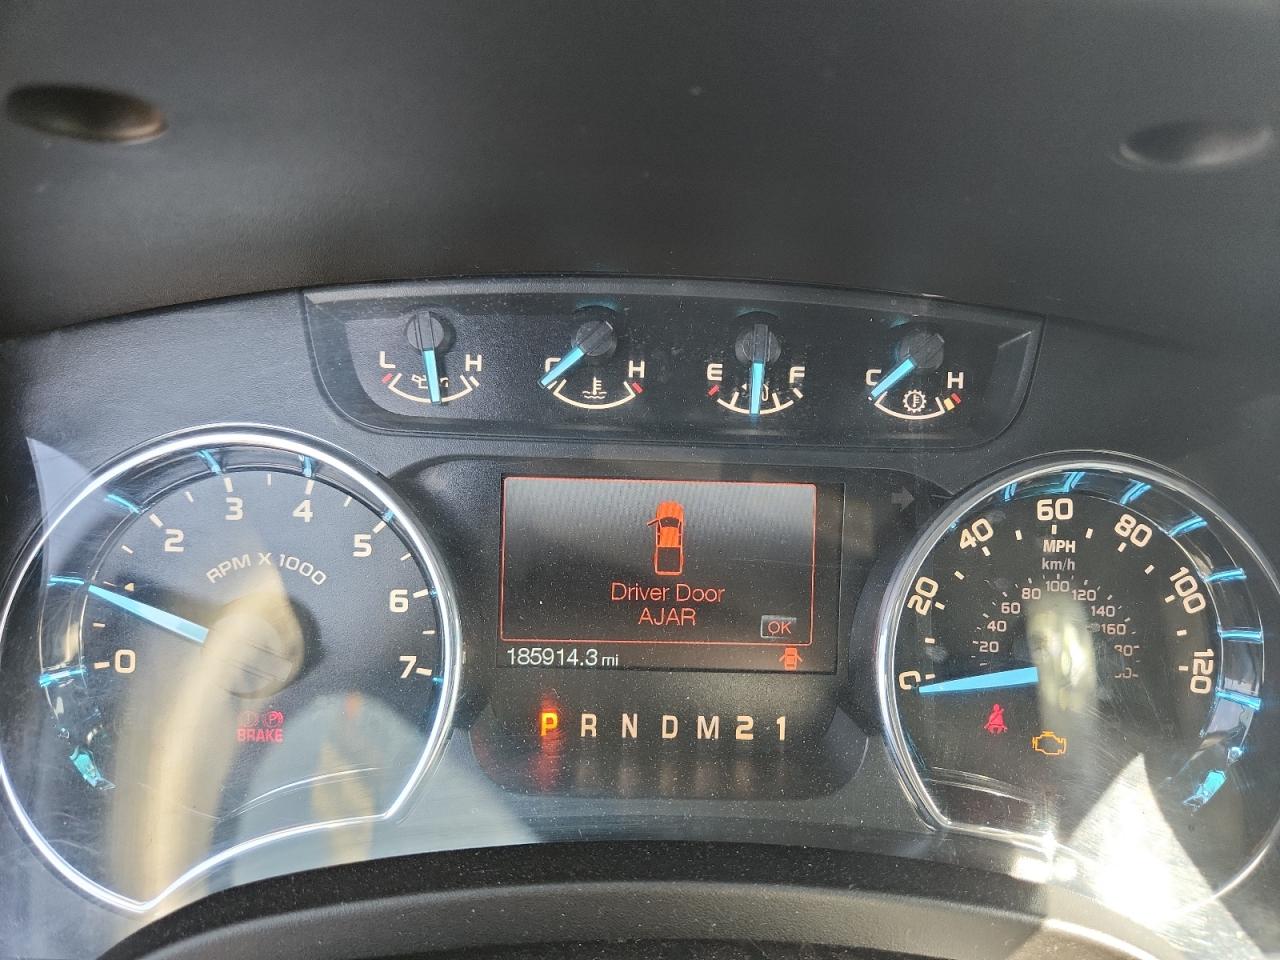 L H
C H
E F
C H
0 1 2 3 4 5 6 7
RPM X 1000
(P)
BRAKE
Driver Door
AJAR
OK
185914.3 mi
P R N D M 2 1
0 20 40 60 80 100 120
MPH
km/h
20 40 60 80 100 120 140 160